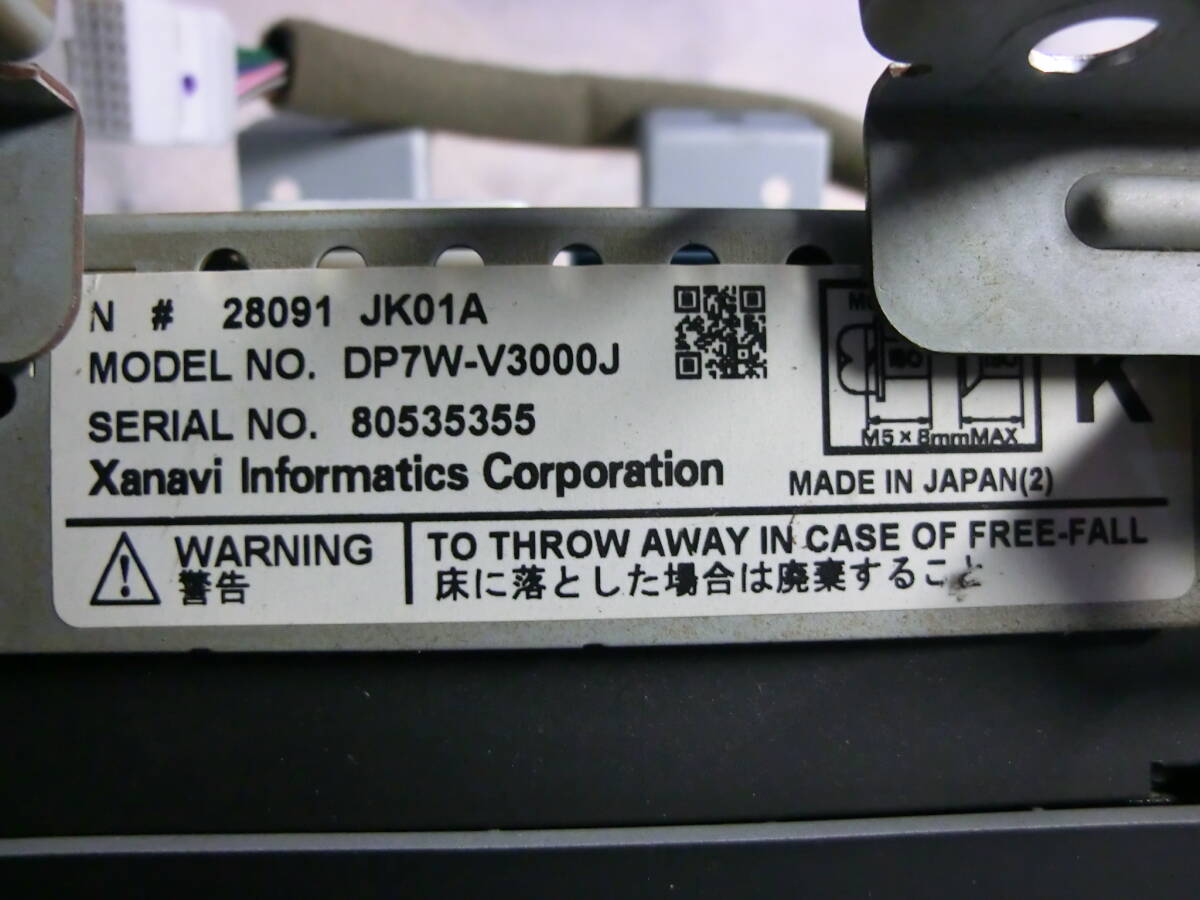 N # 28091 JK01A
MODEL NO. DP7W-V3000J
SERIAL NO. 80535355
Xanavi Informatics Corporation
M5×8mmMAX
K
MADE IN JAPAN(2)
WARNING
警告
TO THROW AWAY IN CASE OF FREE-FALL
床に落とした場合は廃棄すること